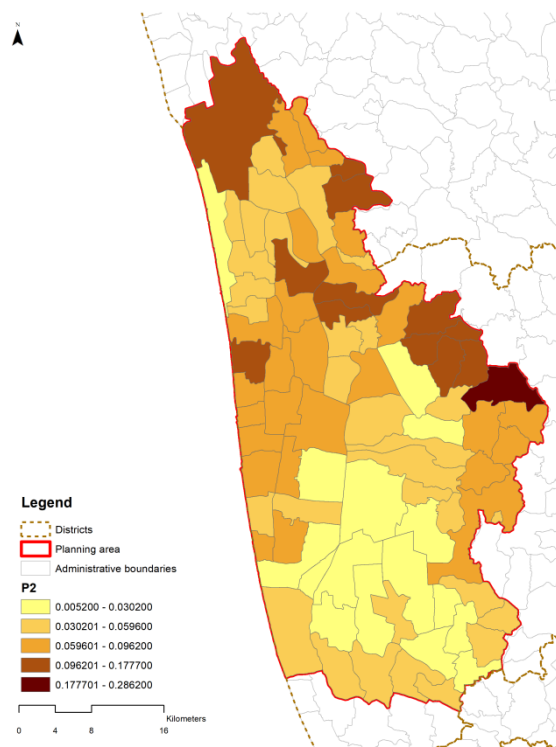 N
Legend
Districts
Planning area
Administrative boundaries
P2
0.005200 - 0.030200
0.030201 - 0.059600
0.059601 - 0.096200
0.096201 - 0.177700
0.177701 - 0.286200
0 4 8 16
Kilometers